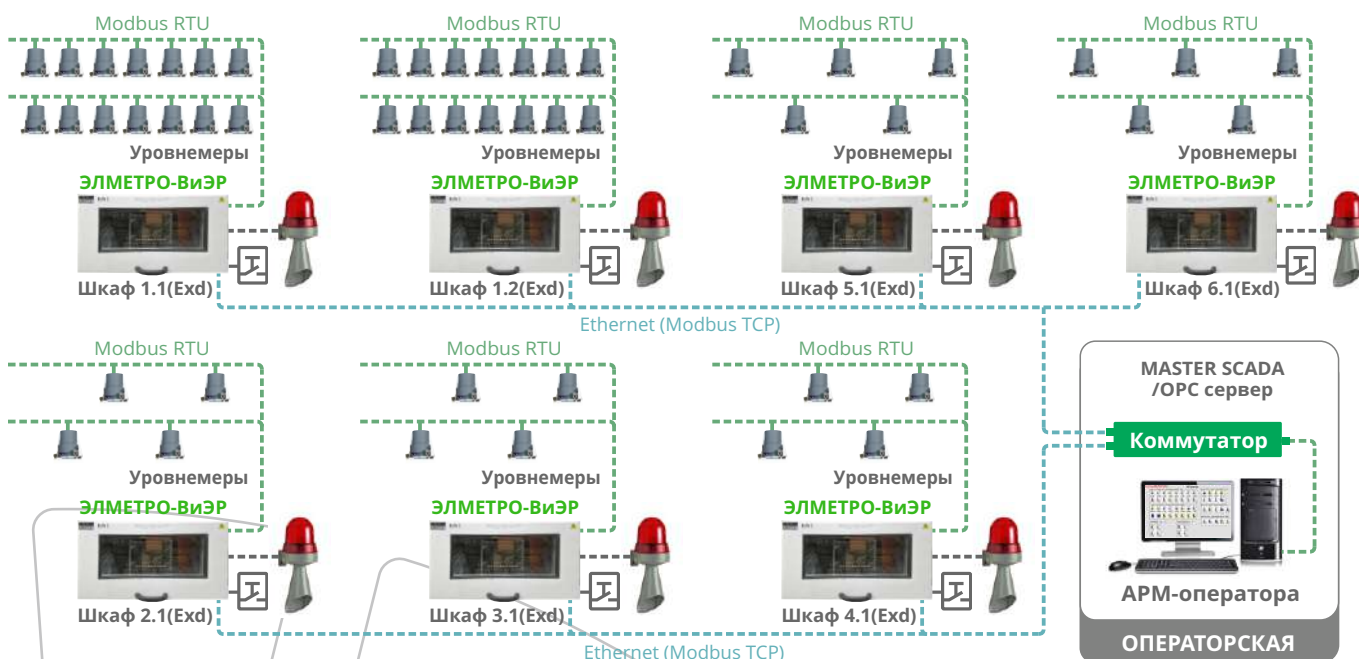 Modbus RTU
Modbus RTU
Modbus RTU
Modbus RTU
Уровнемеры
Уровнемеры
Уровнемеры
Уровнемеры
ЭЛМЕТРО-ВиЭР
ЭЛМЕТРО-ВиЭР
ЭЛМЕТРО-ВиЭР
ЭЛМЕТРО-ВиЭР
Шкаф 1.1(Exd)
Шкаф 1.2(Exd)
Шкаф 5.1(Exd)
Шкаф 6.1(Exd)
Ethernet (Modbus TCP)
Modbus RTU
Modbus RTU
Modbus RTU
MASTER SCADA
/OPC сервер
Коммутатор
Уровнемеры
Уровнемеры
Уровнемеры
ЭЛМЕТРО-ВиЭР
ЭЛМЕТРО-ВиЭР
ЭЛМЕТРО-ВиЭР
АРМ-оператора
Шкаф 2.1(Exd)
Шкаф 3.1(Exd)
Шкаф 4.1(Exd)
ОПЕРАТОРСКАЯ
Ethernet (Modbus TCP)